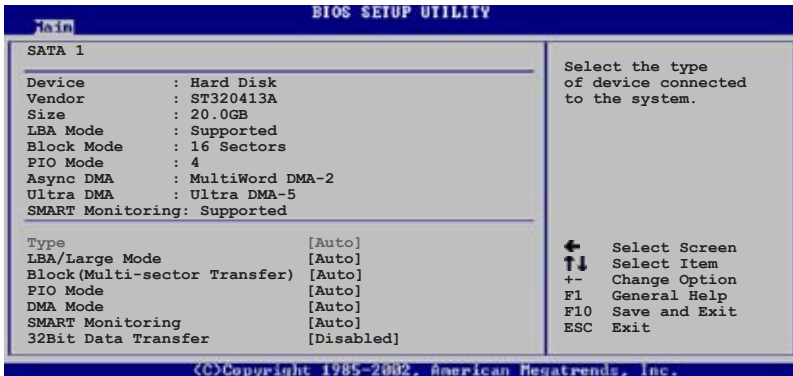 BIOS SETUP UTILITY
Main
SATA 1
Device : Hard Disk
Vendor : ST320413A
Size : 20.0GB
LBA Mode : Supported
Block Mode : 16 Sectors
PIO Mode : 4
Async DMA : MultiWord DMA-2
Ultra DMA : Ultra DMA-5
SMART Monitoring: Supported
Type [Auto]
LBA/Large Mode [Auto]
Block(Multi-sector Transfer) [Auto]
PIO Mode [Auto]
DMA Mode [Auto]
SMART Monitoring [Auto]
32Bit Data Transfer [Disabled]
Select the type
of device connected
to the system.
← Select Screen
↑↓ Select Item
+- Change Option
F1 General Help
F10 Save and Exit
ESC Exit
(C)Copyright 1985-2002, American Megatrends, Inc.